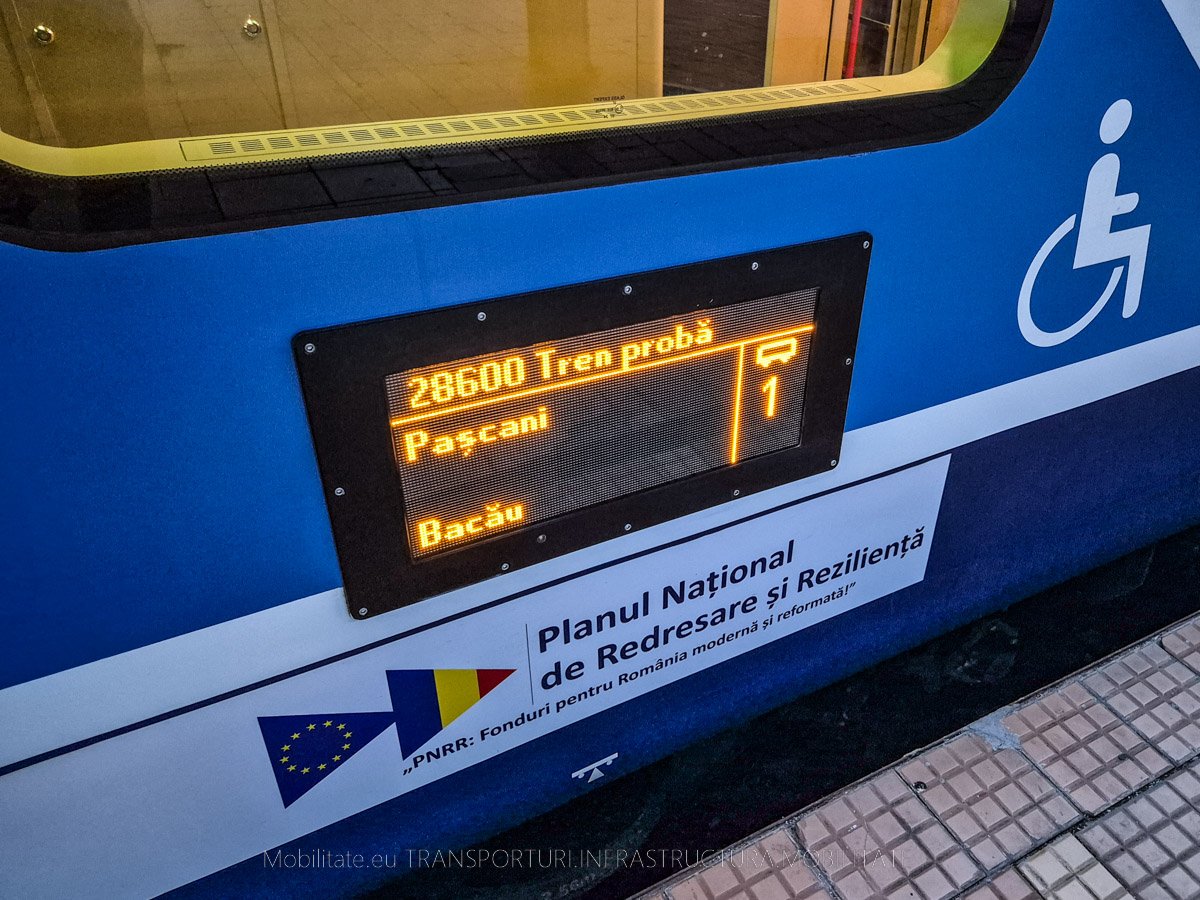 28600 Tren probă
Pașcani
1
Bacău
Planul Național
de Redresare și Reziliență
„PNRR: Fonduri pentru România modernă și reformată!”
Mobilitate.eu TRANSPORTURI.INFRASTRUCTURA.MOBILITATE